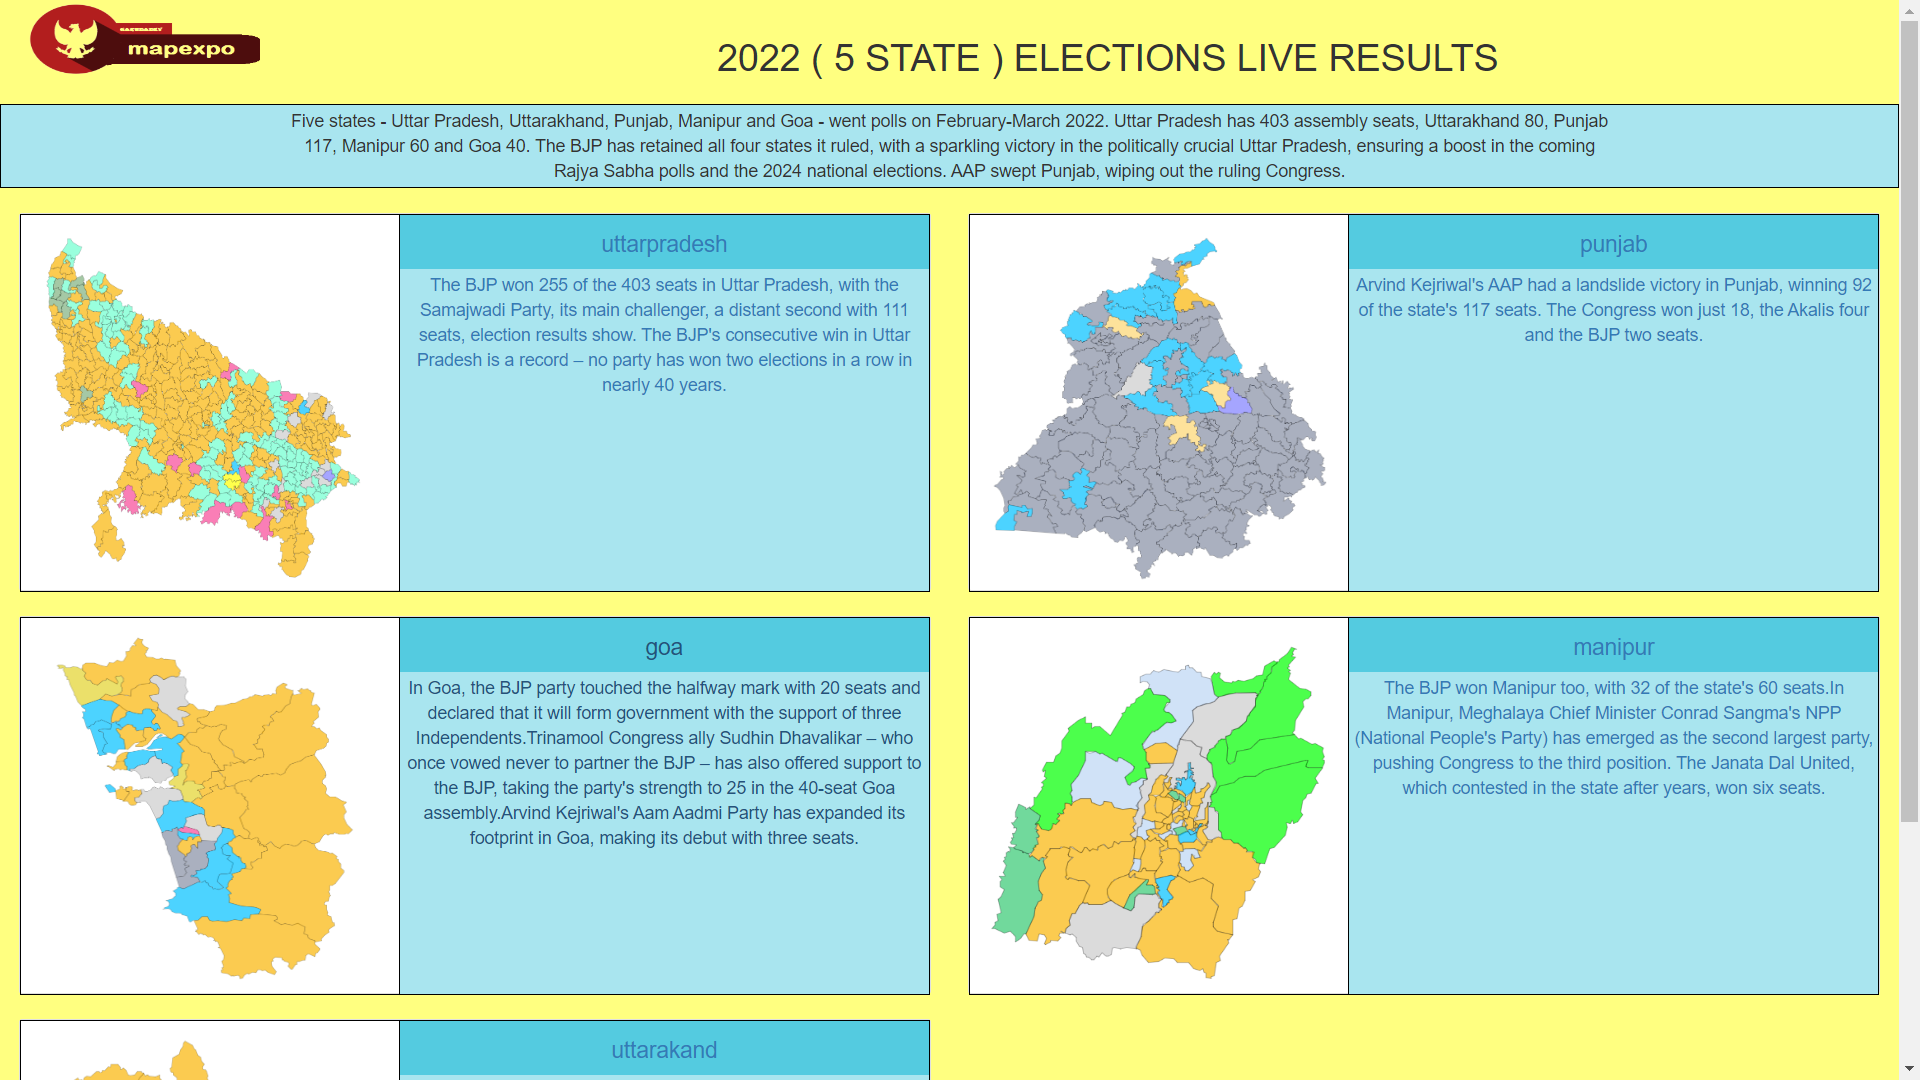 mapexpo
2022 ( 5 STATE ) ELECTIONS LIVE RESULTS
Five states - Uttar Pradesh, Uttarakhand, Punjab, Manipur and Goa - went polls on February-March 2022. Uttar Pradesh has 403 assembly seats, Uttarakhand 80, Punjab
117, Manipur 60 and Goa 40. The BJP has retained all four states it ruled, with a sparkling victory in the politically crucial Uttar Pradesh, ensuring a boost in the coming
Rajya Sabha polls and the 2024 national elections. AAP swept Punjab, wiping out the ruling Congress.
uttarpradesh
The BJP won 255 of the 403 seats in Uttar Pradesh, with the
Samajwadi Party, its main challenger, a distant second with 111
seats, election results show. The BJP's consecutive win in Uttar
Pradesh is a record – no party has won two elections in a row in
nearly 40 years.
punjab
Arvind Kejriwal's AAP had a landslide victory in Punjab, winning 92
of the state's 117 seats. The Congress won just 18, the Akalis four
and the BJP two seats.
goa
In Goa, the BJP party touched the halfway mark with 20 seats and
declared that it will form government with the support of three
Independents.Trinamool Congress ally Sudhin Dhavalikar – who
once vowed never to partner the BJP – has also offered support to
the BJP, taking the party's strength to 25 in the 40-seat Goa
assembly.Arvind Kejriwal's Aam Aadmi Party has expanded its
footprint in Goa, making its debut with three seats.
manipur
The BJP won Manipur too, with 32 of the state's 60 seats.In
Manipur, Meghalaya Chief Minister Conrad Sangma's NPP
(National People's Party) has emerged as the second largest party,
pushing Congress to the third position. The Janata Dal United,
which contested in the state after years, won six seats.
uttarakand